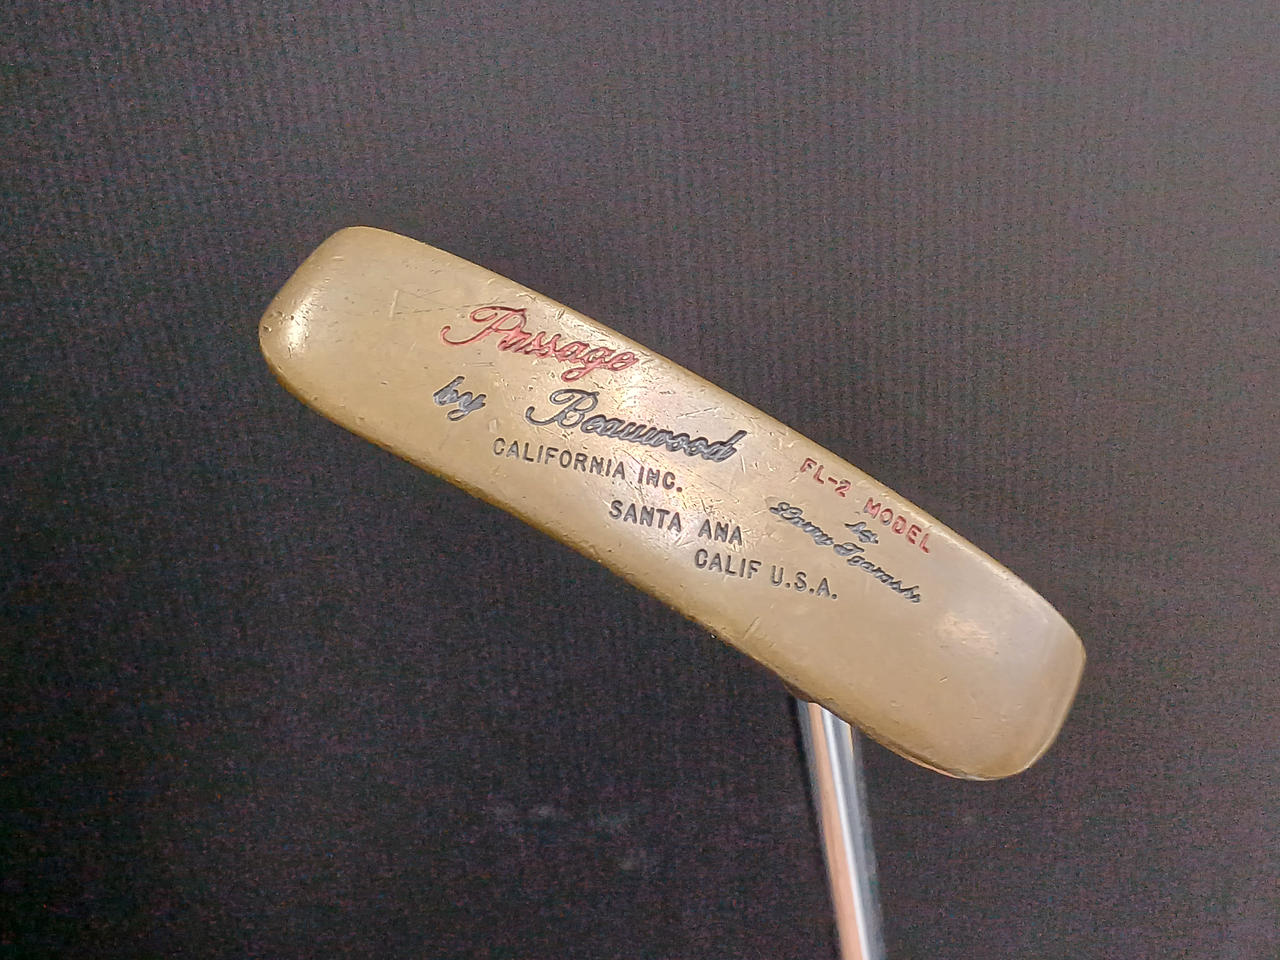 Passage
by Beauwood
CALIFORNIA INC.
SANTA ANA
CALIF U.S.A.
FL-2 MODEL
by